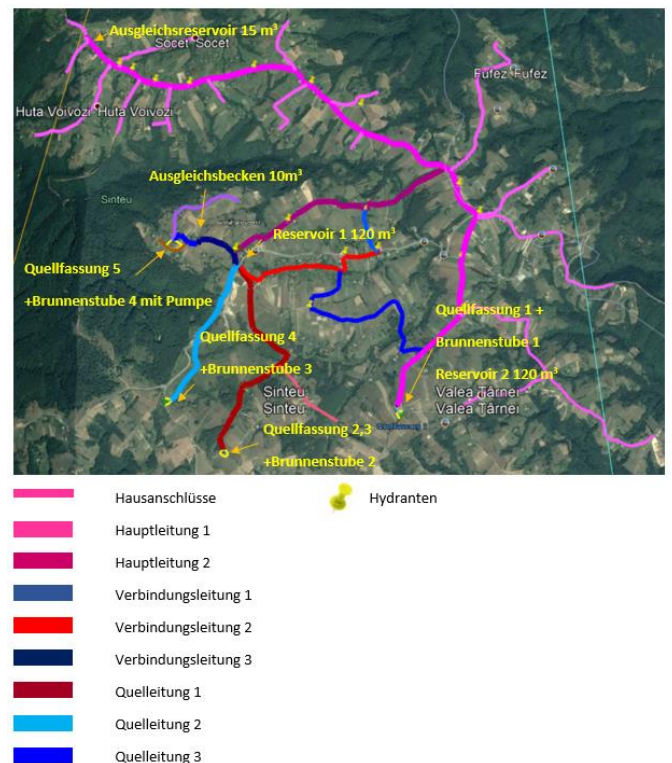 Ausgleichsreservoir 15 m³
Socet Socet
Fufez Fufez
Huta Voivozi Huta Voivozi
Ausgleichsbecken 10m³
Sinteu
Reservoir 1 120 m³
Quellfassung 5
+Brunnenstube 4 mit Pumpe
Quellfassung 1 +
Quellfassung 4
Brunnenstube 1
+Brunnenstube 3
Reservoir 2 120 m³
Sinteu
Sinteu
Valea Târnei
Valea Târnei
Quellfassung 2,3
+Brunnenstube 2
Hausanschlüsse
Hydranten
Hauptleitung 1
Hauptleitung 2
Verbindungsleitung 1
Verbindungsleitung 2
Verbindungsleitung 3
Quelleitung 1
Quelleitung 2
Quelleitung 3